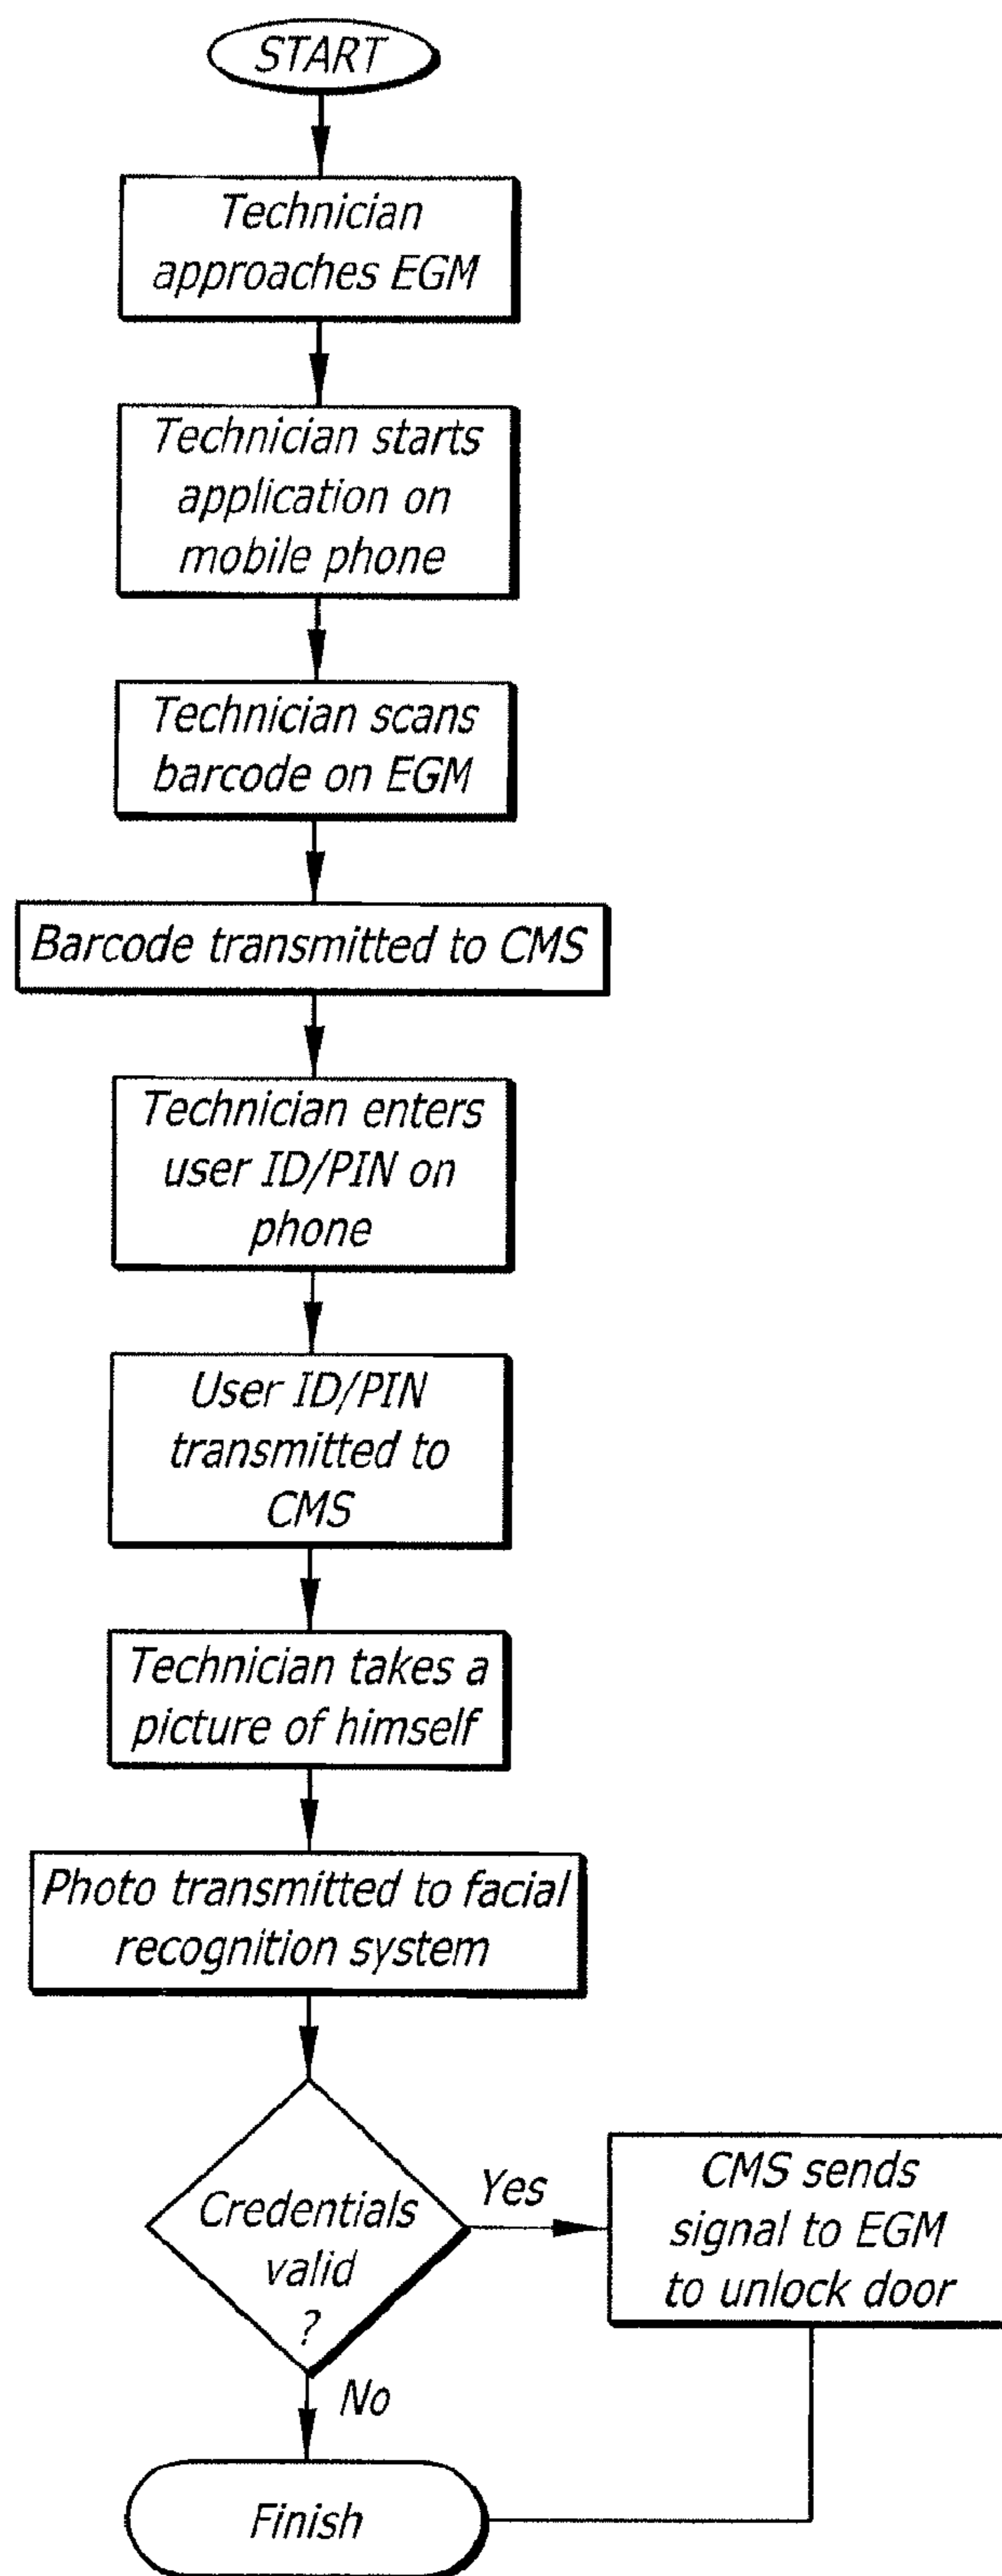 START
Technician
approaches EGM
Technician starts
application on
mobile phone
Technician scans
barcode on EGM
Barcode transmitted to CMS
Technician enters
user ID/PIN on
phone
User ID/PIN
transmitted to
CMS
Technician takes a
picture of himself
Photo transmitted to facial
recognition system
Credentials
valid
?
Yes
CMS sends
signal to EGM
to unlock door
No
Finish